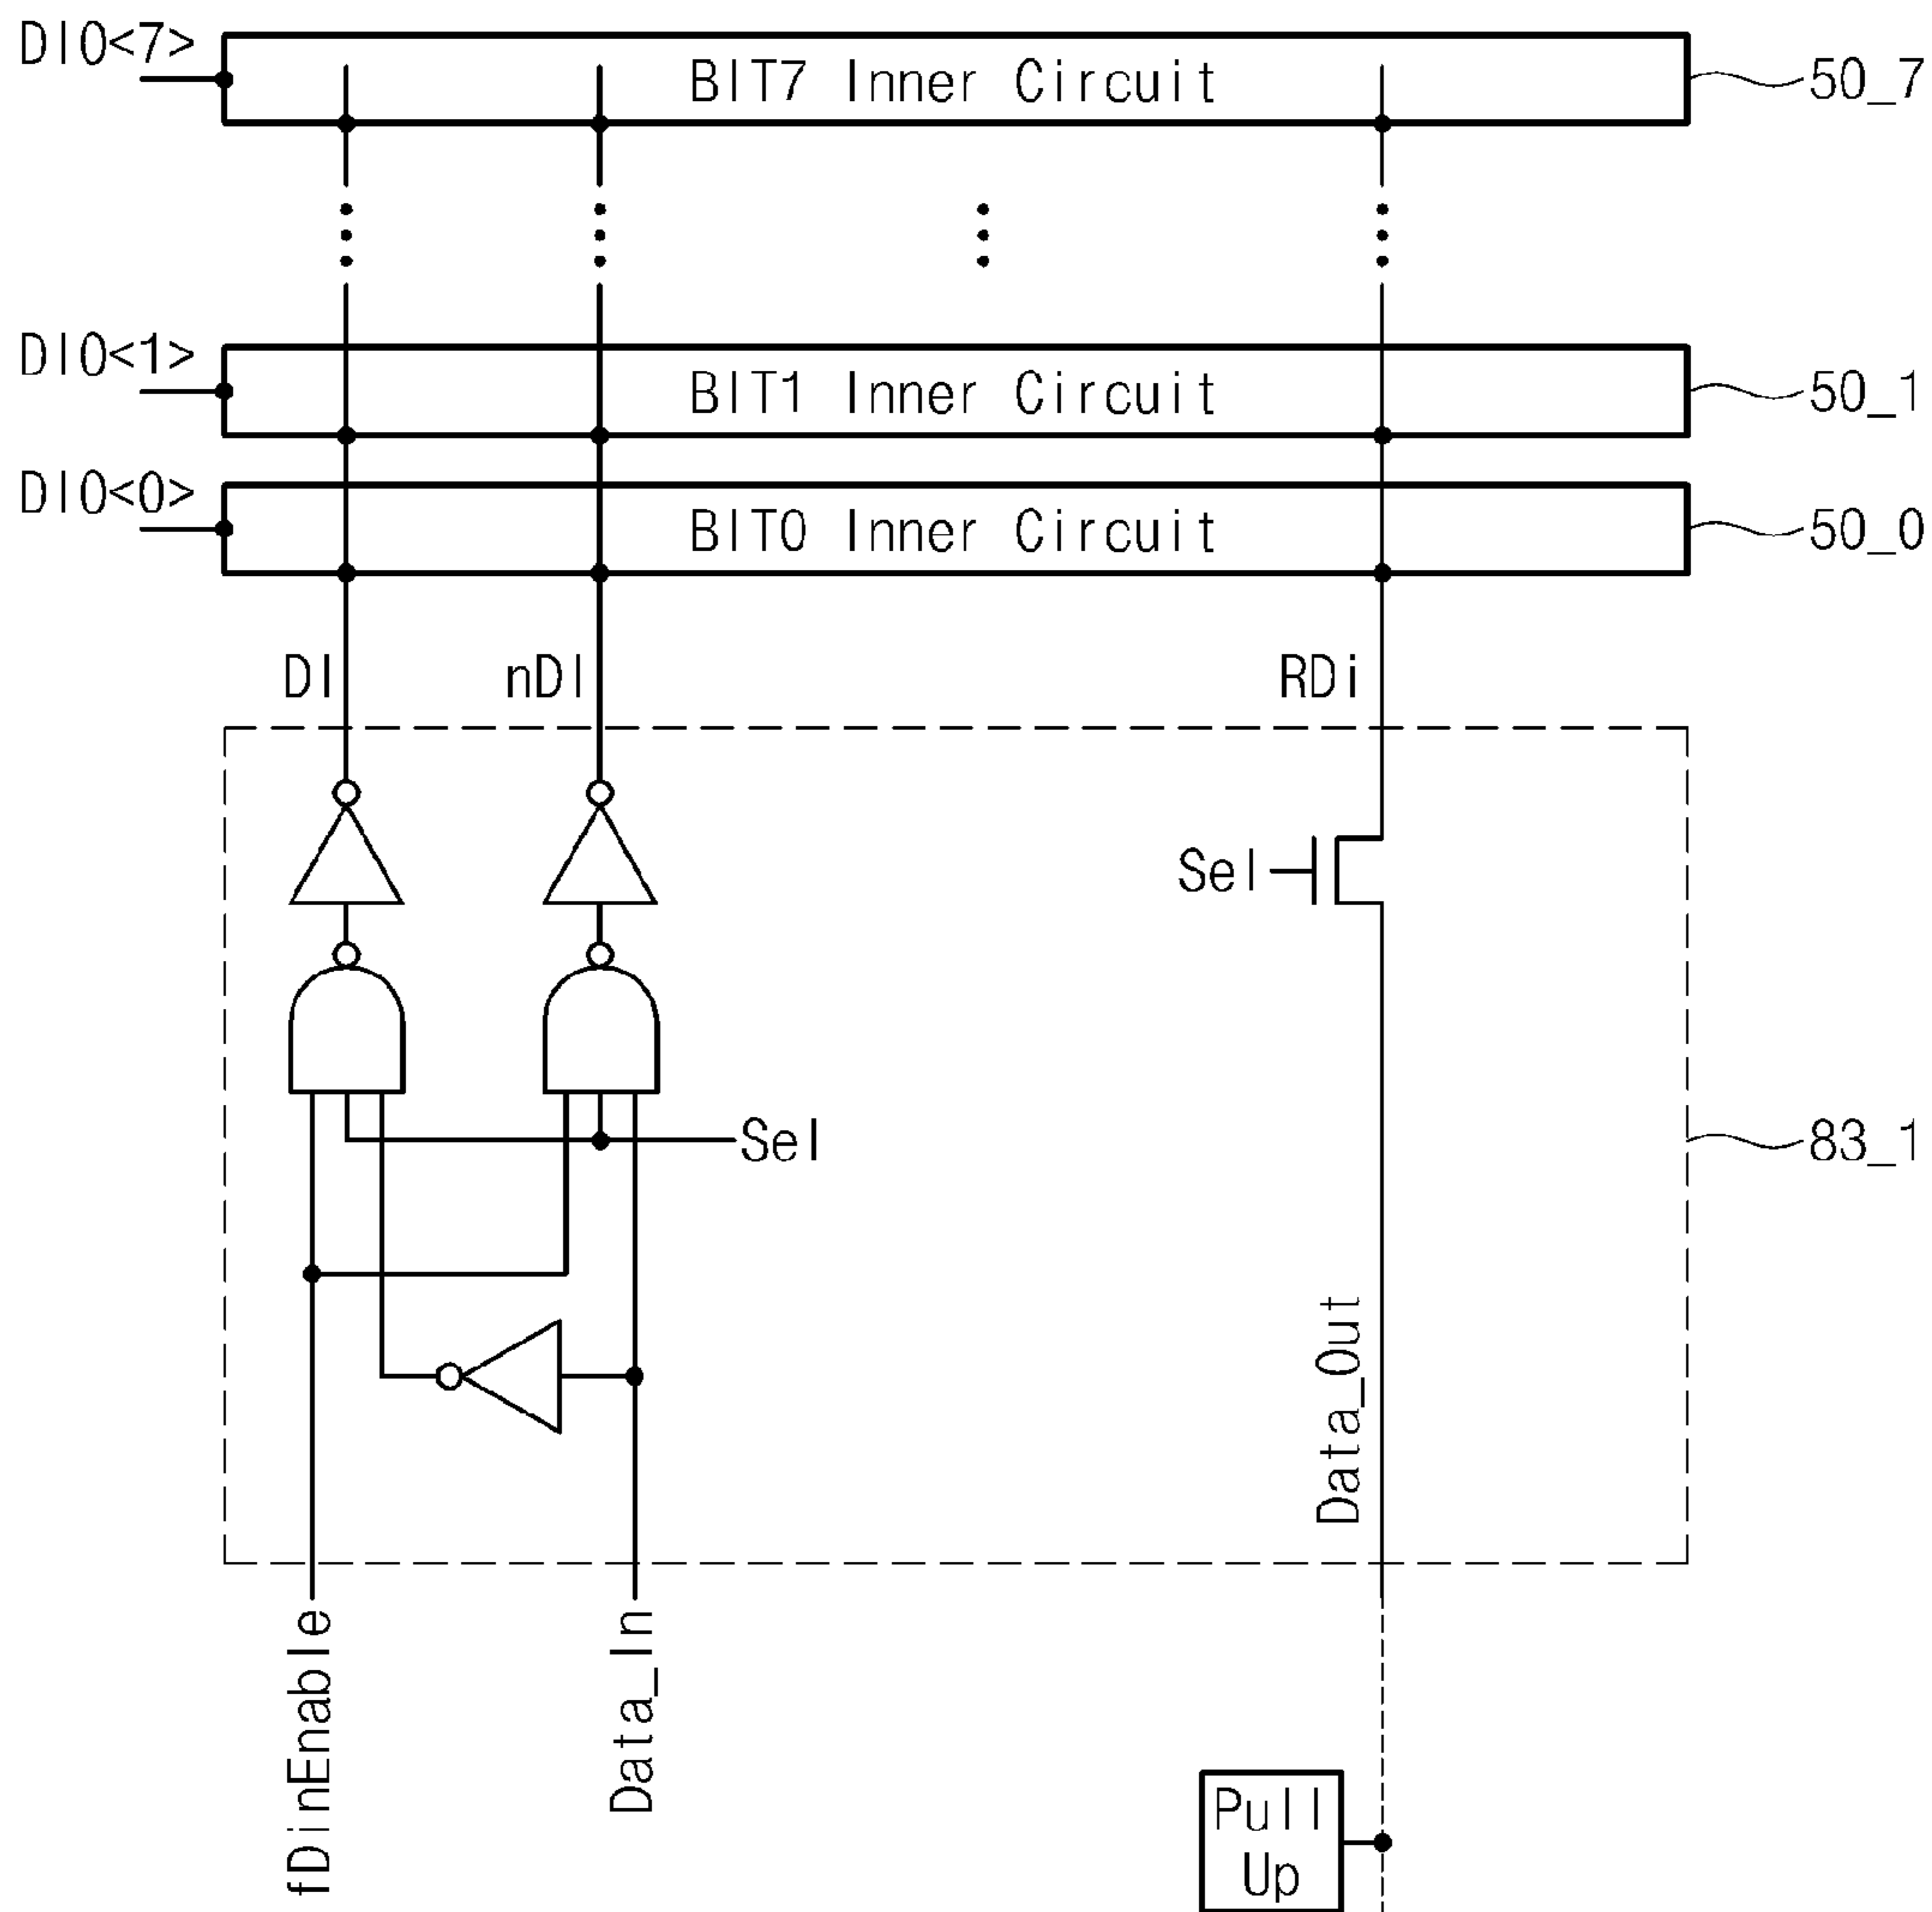 DIO<7>
BIT7 Inner Circuit
50_7
DIO<1>
BIT1 Inner Circuit
50_1
DIO<0>
BIT0 Inner Circuit
50_0
DI
nDI
RDi
Sel
Sel
83_1
Data_Out
fDinEnable
Data_In
Pull
Up